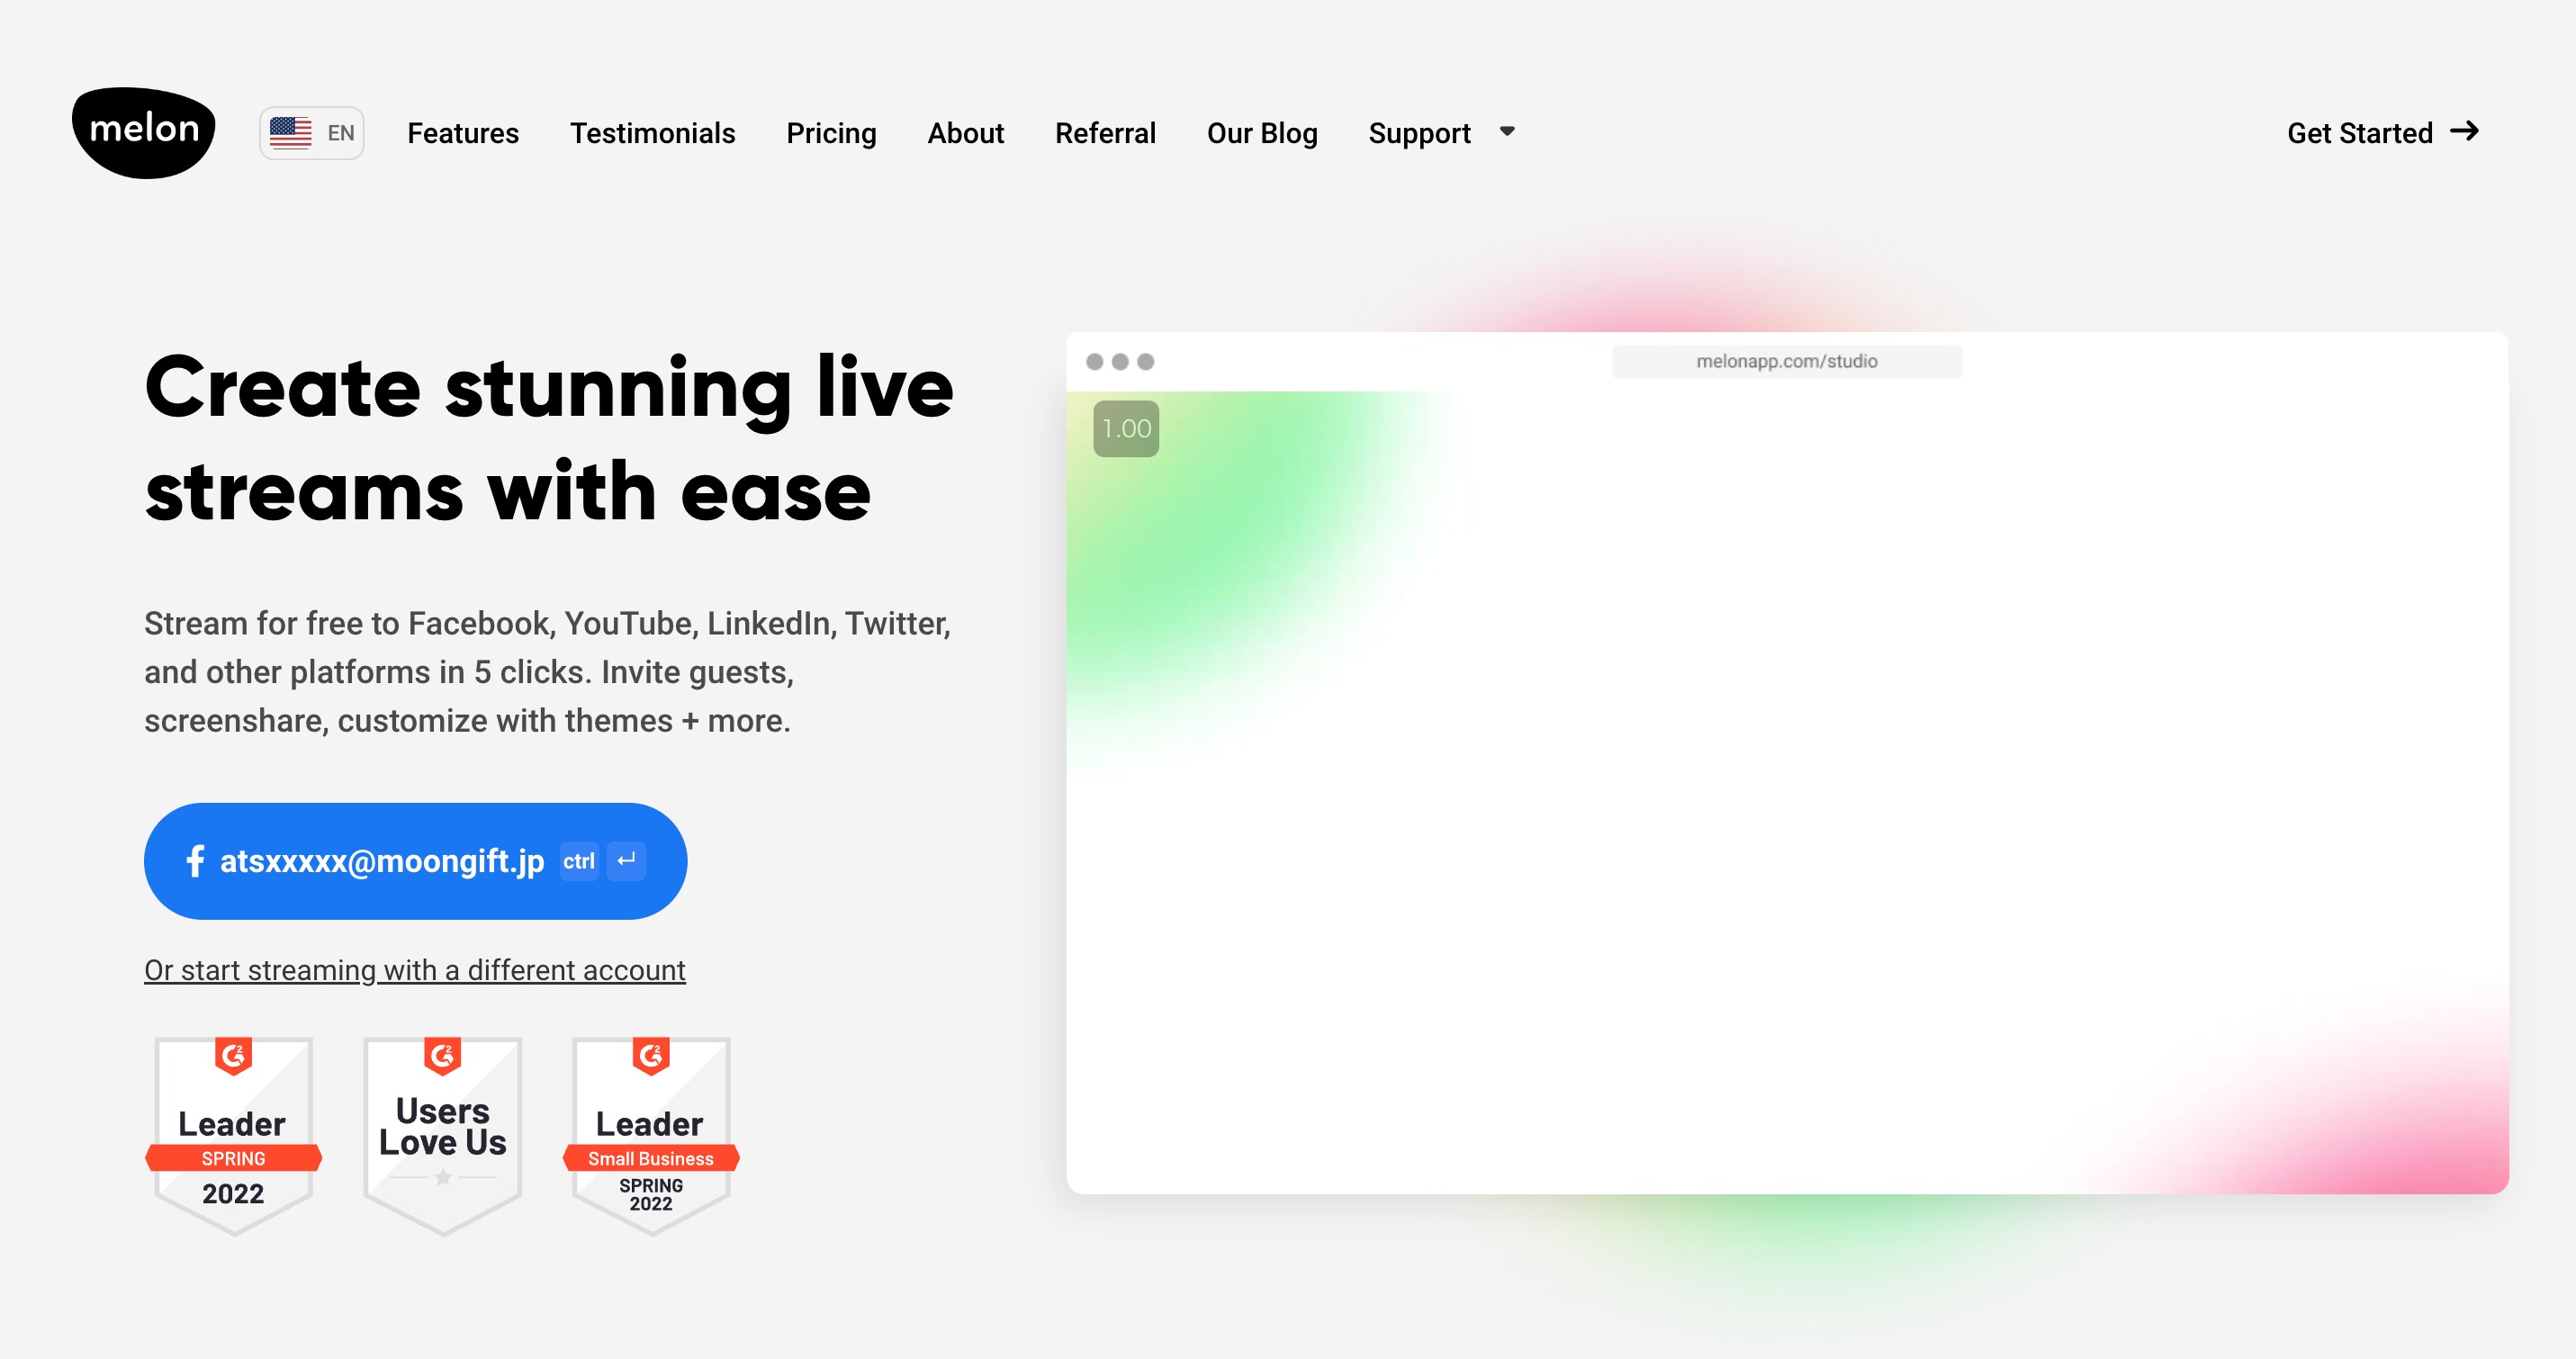 melon
EN
Features
Testimonials
Pricing
About
Referral
Our Blog
Support
Get Started
Create stunning live
streams with ease
Stream for free to Facebook, YouTube, LinkedIn, Twitter,
and other platforms in 5 clicks. Invite guests,
screenshare, customize with themes + more.
atsxxxxx@moongift.jp ctrl ↵
Or start streaming with a different account
G2
Leader
SPRING
2022
G2
Users
Love Us
G2
Leader
Small Business
SPRING
2022
melonapp.com/studio
1.00